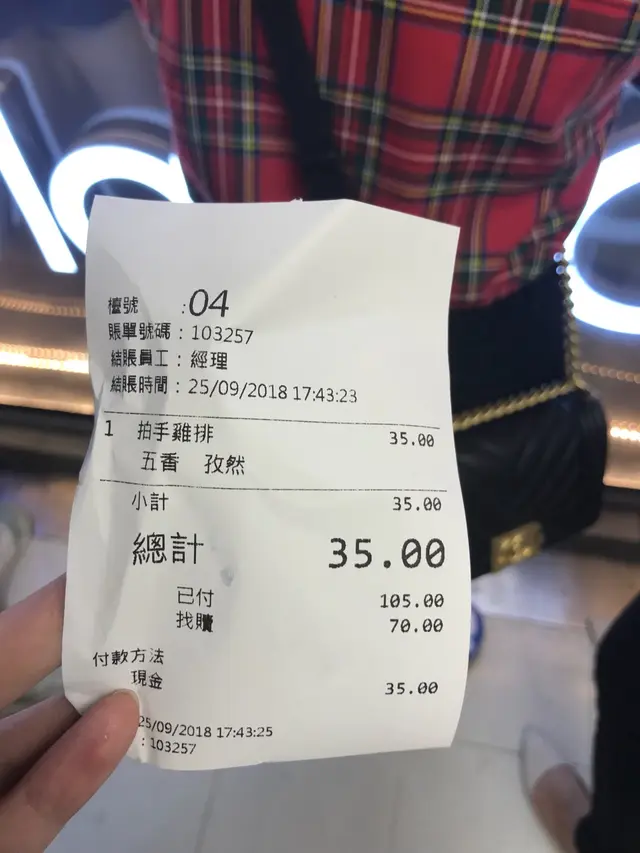 檯號 :04
賬單號碼 : 103257
結賬員工 : 經理
結賬時間 : 25/09/2018 17:43:23
1 拍手雞排 35.00
五香 孜然
小計 35.00
總計 35.00
已付 105.00
找贖 70.00
付款方法
現金 35.00
25/09/2018 17:43:25
: 103257